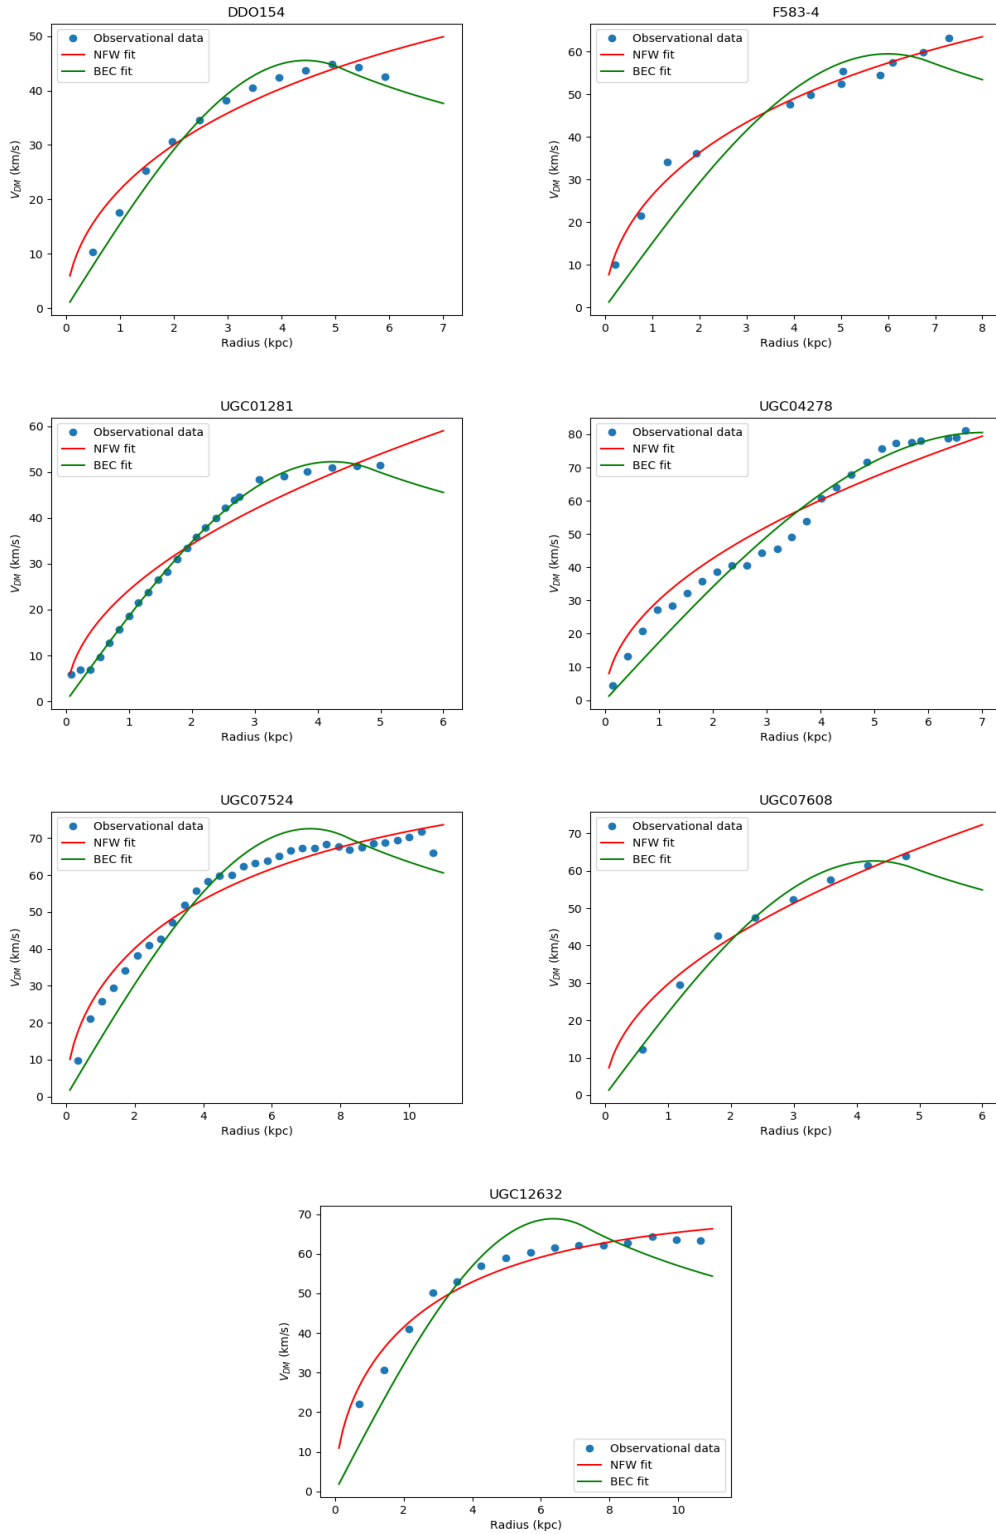 DDO154
Observational data
NFW fit
BEC fit
50
40
30
20
10
0
V_DM (km/s)
0 1 2 3 4 5 6 7
Radius (kpc)
F583-4
Observational data
NFW fit
BEC fit
60
50
40
30
20
10
0
V_DM (km/s)
0 1 2 3 4 5 6 7 8
Radius (kpc)
UGC01281
Observational data
NFW fit
BEC fit
60
50
40
30
20
10
0
V_DM (km/s)
0 1 2 3 4 5 6
Radius (kpc)
UGC04278
Observational data
NFW fit
BEC fit
80
70
60
50
40
30
20
10
0
V_DM (km/s)
0 1 2 3 4 5 6 7
Radius (kpc)
UGC07524
Observational data
NFW fit
BEC fit
70
60
50
40
30
20
10
0
V_DM (km/s)
0 2 4 6 8 10
Radius (kpc)
UGC07608
Observational data
NFW fit
BEC fit
70
60
50
40
30
20
10
0
V_DM (km/s)
0 1 2 3 4 5 6
Radius (kpc)
UGC12632
70
60
50
40
30
20
10
0
V_DM (km/s)
Observational data
NFW fit
BEC fit
0 2 4 6 8 10
Radius (kpc)